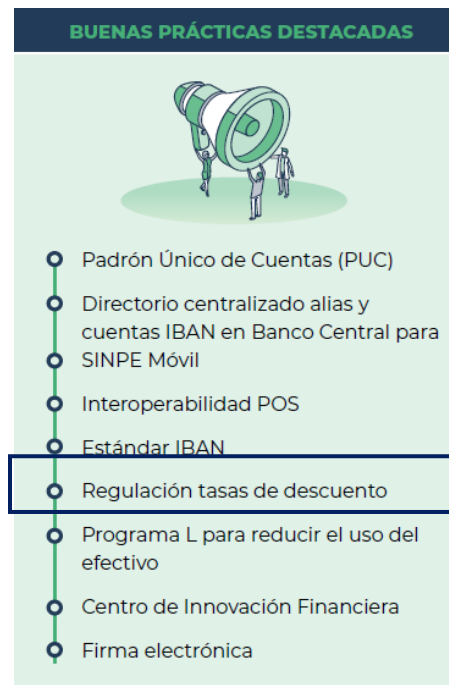 BUENAS PRÁCTICAS DESTACADAS
Padrón Único de Cuentas (PUC)
Directorio centralizado alias y
cuentas IBAN en Banco Central para
SINPE Móvil
Interoperabilidad POS
Estándar IBAN
Regulación tasas de descuento
Programa L para reducir el uso del
efectivo
Centro de Innovación Financiera
Firma electrónica